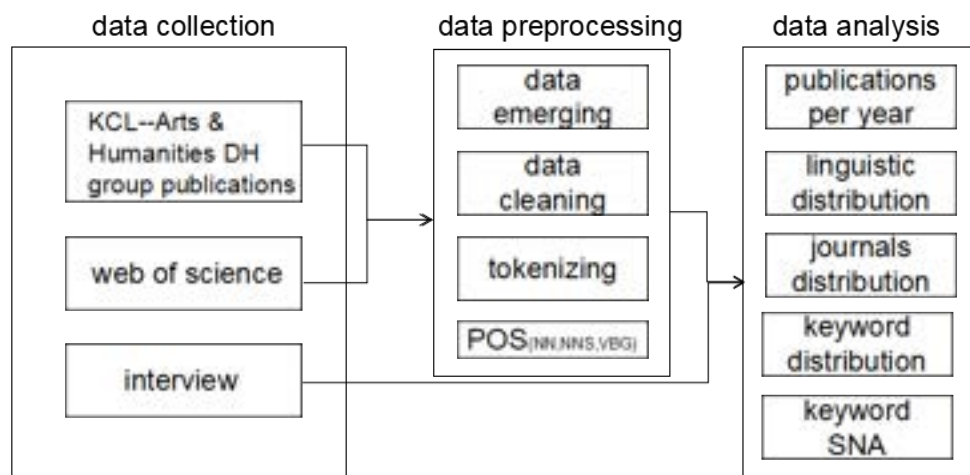 data collection
KCL--Arts &
Humanities DH
group publications
web of science
interview
data preprocessing
data
emerging
data
cleaning
tokenizing
POS(NN,NNS,VBG)
data analysis
publications
per year
linguistic
distribution
journals
distribution
keyword
distribution
keyword
SNA